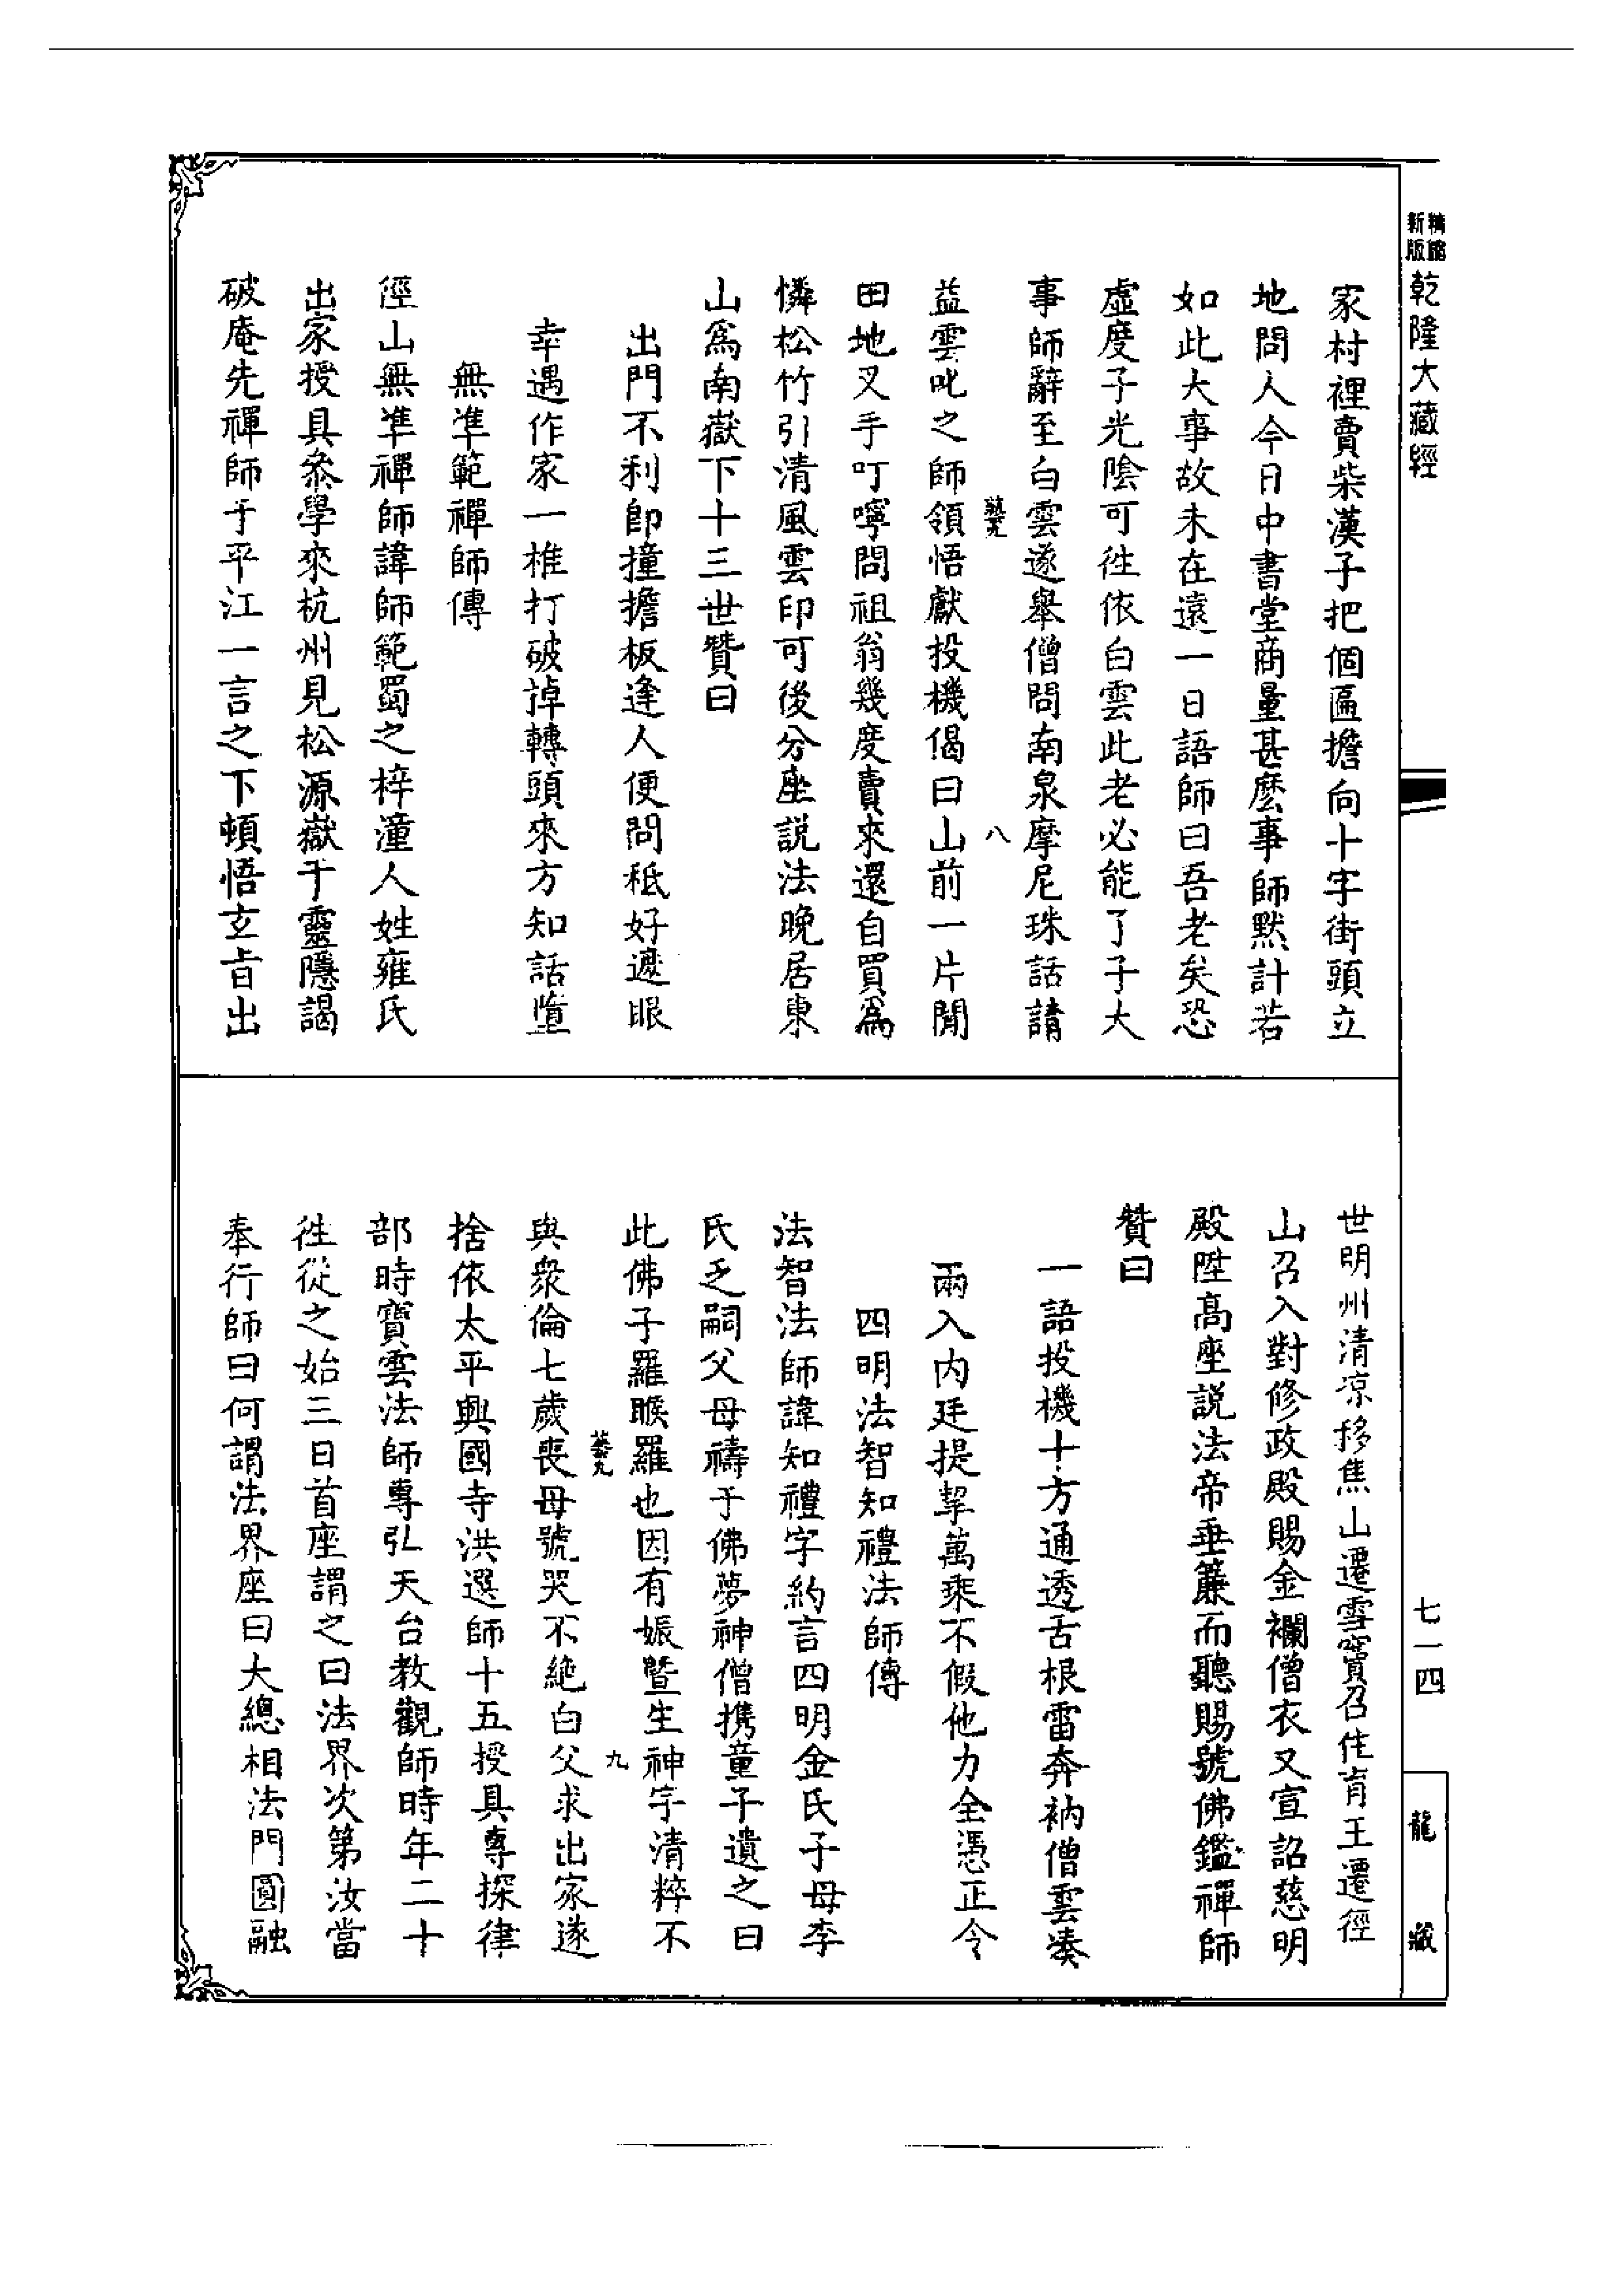 精縮新版乾隆大藏經
家村裡賣柴漢子把個匾擔向十字街頭立
地問人今日中書堂商量甚麽事師默計若
如此大事故未在遠一日語師曰吾老矣恐
虛度子光陰可徃依白雲此老必能了子大
事師辭至白雲遂舉僧問南泉摩尼珠話請
八
益雲叱之師領悟獻投機偈曰山前一片閒
田地叉手叮嚀問祖翁幾度賣來還自買爲
憐松竹引清風雲印可後分座説法晚居東
山爲南嶽下十三世贊曰
出門不利卽撞擔板逢人便問秪好遮眼
幸遇作家一椎打破詩轉頭來方知話墮
無凖範禪師傳
徑山無凖禪師諱師範蜀之梓潼人姓雍氏
出家授具叅學來杭州見松源嶽于靈隱謁
破庵先禪師于平江一言之下頓悟玄旨出
七一四
龍藏
世明州清凉移焦山遷雪竇召住育王遷徑
山召入對修政殿賜金襴僧衣又宣詔慈明
殿陞高座説法帝垂簾而聽賜號佛鑑禪師
贊曰
一語投機十方通透舌根雷奔衲僧雲凑
兩入内廷提挈萬乘不假他力全憑正令
四明法智知禮法師傳
法智法師諱知禮字約言四明金氏子母李
氏乏嗣父母禱于佛夢神僧携童子遺之曰
此佛子羅睺羅也因有娠暨生神宇清粹不
九
與衆倫七歲喪母號哭不絶白父求出家遂
捨依太平興國寺洪選師十五授具專探律
部時寶雲法師專弘天台教觀師時年二十
徃從之始三日首座謂之曰法界次第汝當
奉行師曰何謂法界座曰大總相法門圓融